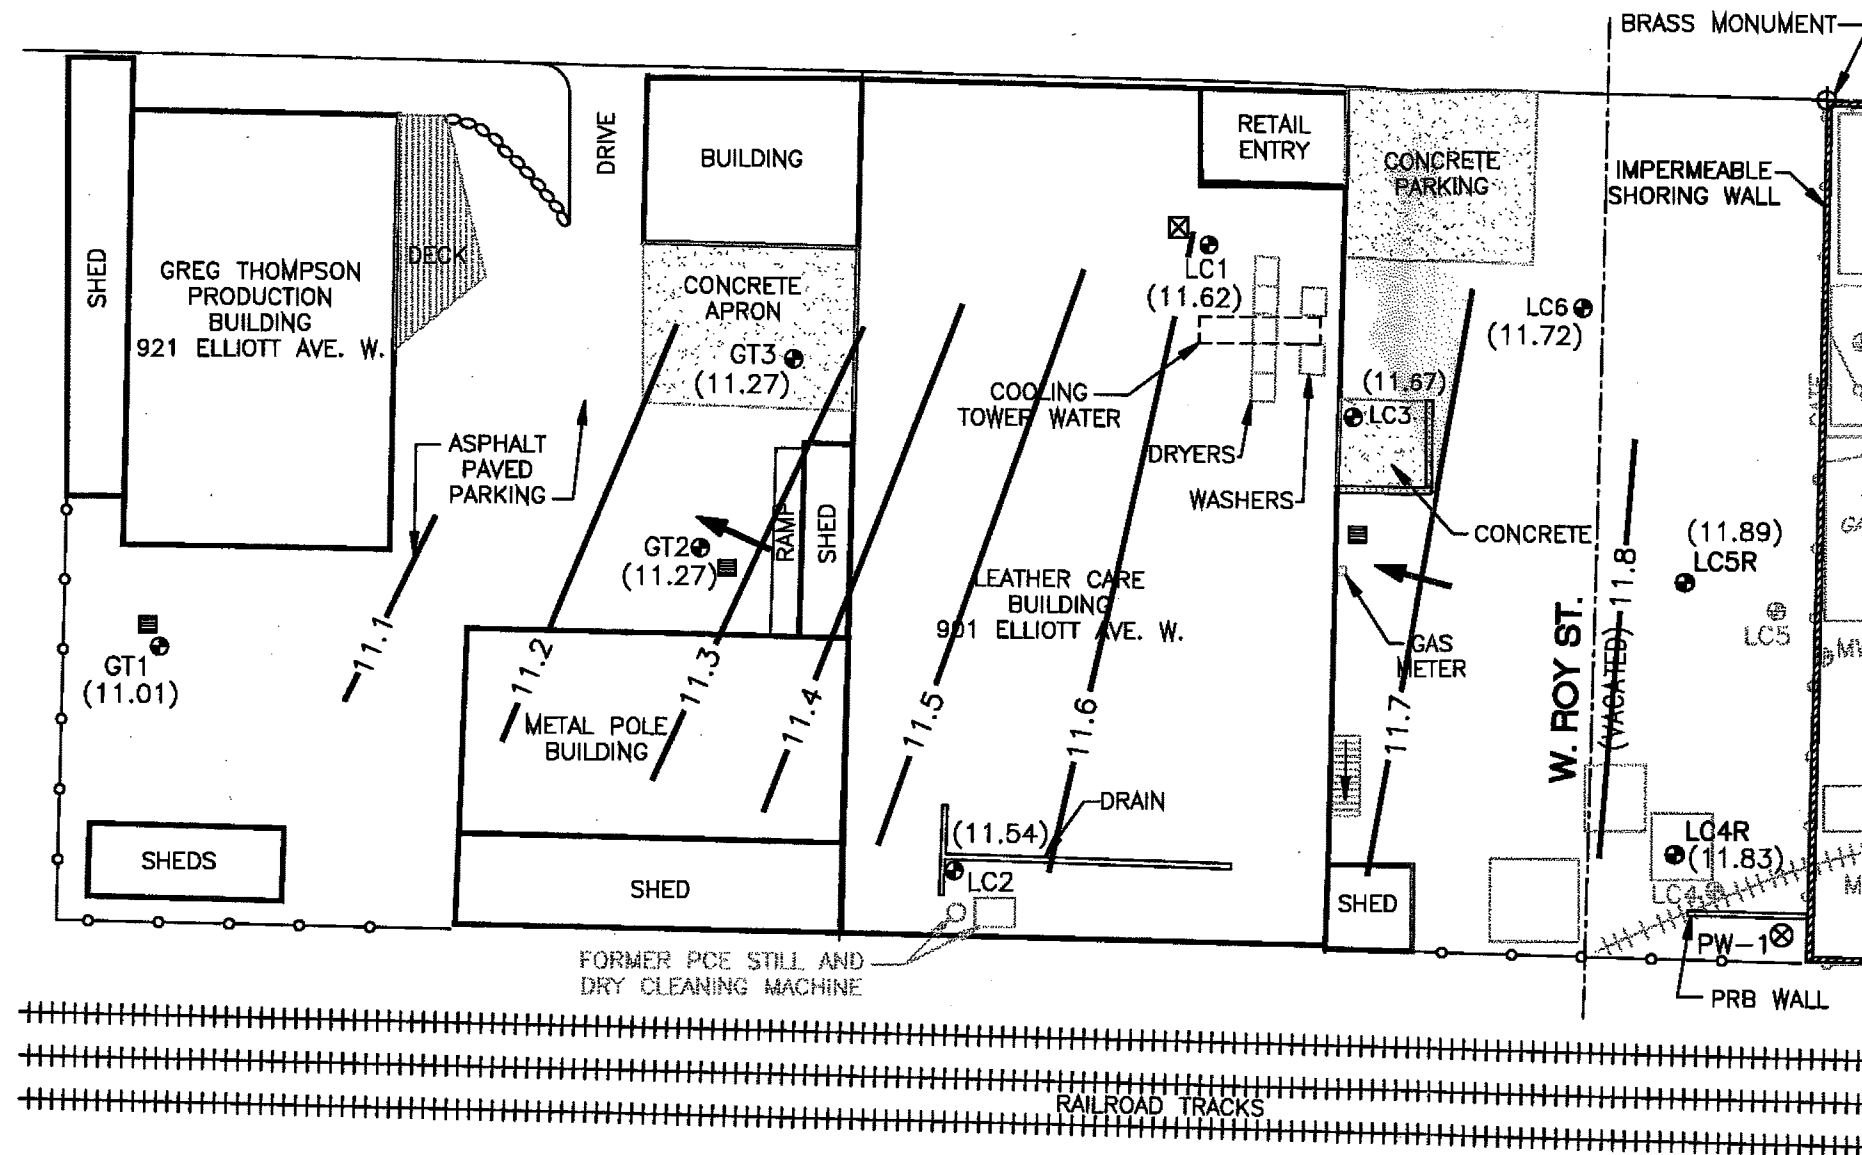 BRASS MONUMENT
SHED
GREG THOMPSON
PRODUCTION
BUILDING
921 ELLIOTT AVE. W.
DECK
DRIVE
BUILDING
CONCRETE
APRON
GT3
(11.27)
RETAIL
ENTRY
CONCRETE
PARKING
IMPERMEABLE
SHORING WALL
LC1
(11.62)
LC6
(11.72)
COOLING
TOWER WATER
DRYERS
WASHERS
(11.67)
LC3
CONCRETE
ASPHALT
PAVED
PARKING
GT2
(11.27)
RAMP
SHED
LEATHER CARE
BUILDING
901 ELLIOTT AVE. W.
GAS
METER
W. ROY ST.
(VACATED)
(11.89)
LC5R
LC5
GT1
(11.01)
11.1
11.2
11.3
11.4
11.5
11.6
11.7
11.8
METAL POLE
BUILDING
DRAIN
(11.54)
LC2
SHEDS
SHED
SHED
LC4R
(11.83)
LC4
PW-1
PRB WALL
FORMER PCE STILL AND
DRY CLEANING MACHINE
RAILROAD TRACKS